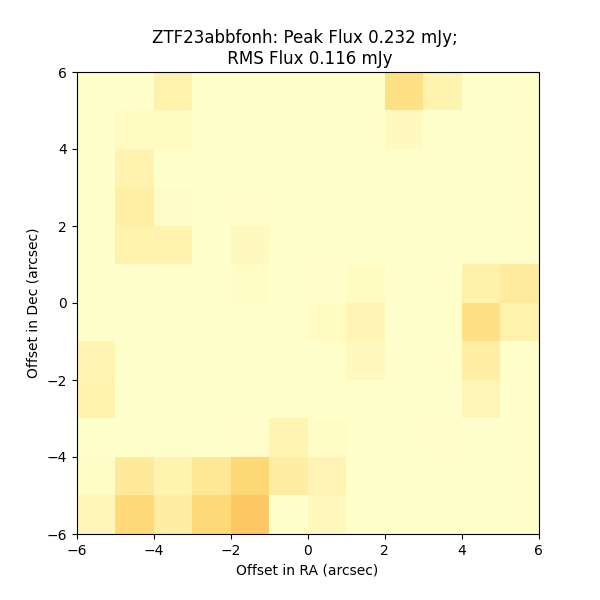 ZTF23abbfonh: Peak Flux 0.232 mJy;
RMS Flux 0.116 mJy
6
4
2
0
−2
−4
−6
Offset in Dec (arcsec)
−6 −4 −2 0 2 4 6
Offset in RA (arcsec)